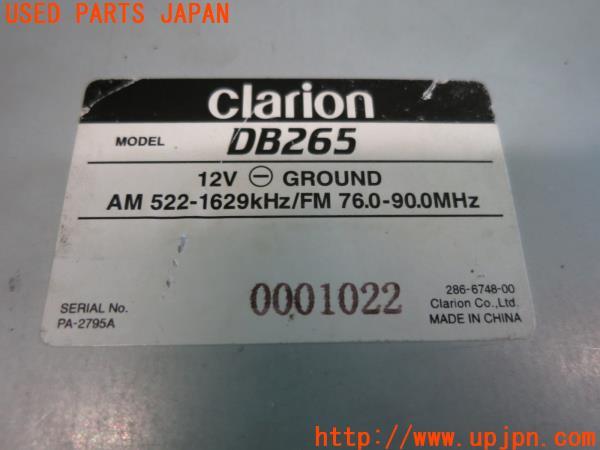 USED PARTS JAPAN
clarion
MODEL DB265
12V ⊖ GROUND
AM 522-1629kHz/FM 76.0-90.0MHz
0001022
286-6748-00
SERIAL No. Clarion Co.,Ltd.
PA-2795A MADE IN CHINA
http://www.upjpn.com/